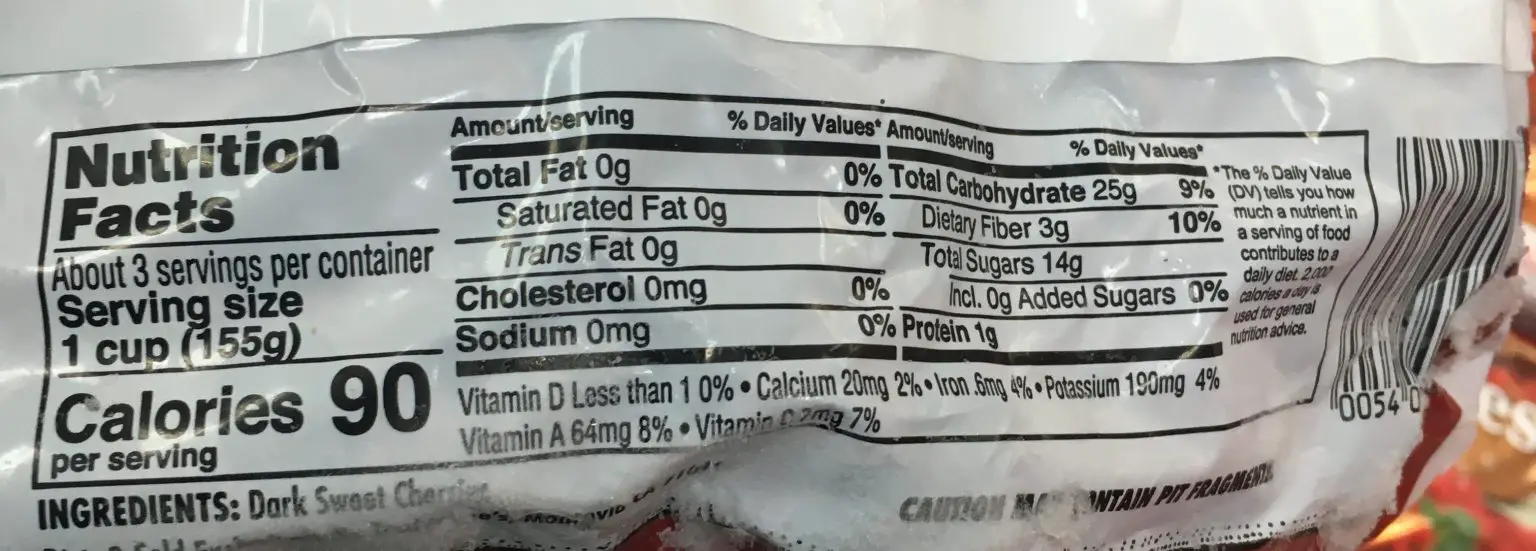 Nutrition
Facts
About 3 servings per container
Serving size
1 cup (155g)
Calories 90
per serving
Amount/serving % Daily Values*
Total Fat 0g 0%
Saturated Fat 0g 0%
Trans Fat 0g
Cholesterol 0mg 0%
Sodium 0mg 0%
Amount/serving % Daily Values*
Total Carbohydrate 25g 9%
Dietary Fiber 3g 10%
Total Sugars 14g
Incl. 0g Added Sugars 0%
Protein 1g
Vitamin D Less than 1 0% • Calcium 20mg 2% • Iron .6mg 4% • Potassium 190mg 4%
Vitamin A 64mg 8% • Vitamin C 7%
*The % Daily Value
(DV) tells you how
much a nutrient in
a serving of food
contributes to a
daily diet. 2,000
calories a day is
used for general
nutrition advice.
0054 0
INGREDIENTS: Dark Sweet Cherries
CAUTION MAY CONTAIN PIT FRAGMENTS
es